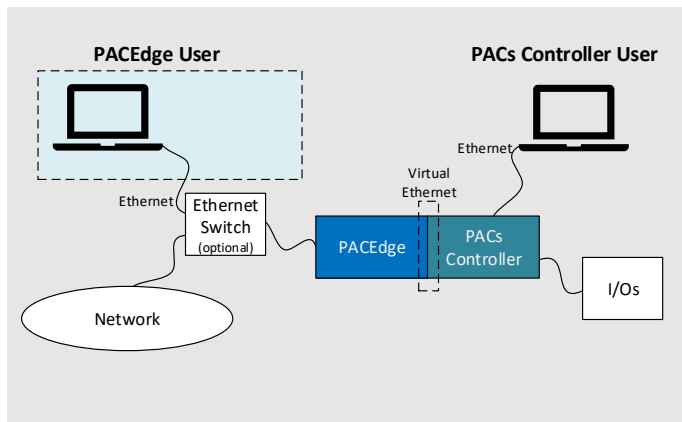 PACEdge User
PACs Controller User
Ethernet
Virtual
Ethernet
Ethernet
Ethernet
Switch
(optional)
PACEdge
PACs
Controller
I/Os
Network